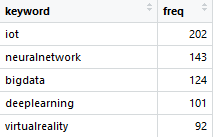 keyword freq
iot 202
neuralnetwork 143
bigdata 124
deeplearning 101
virtualreality 92